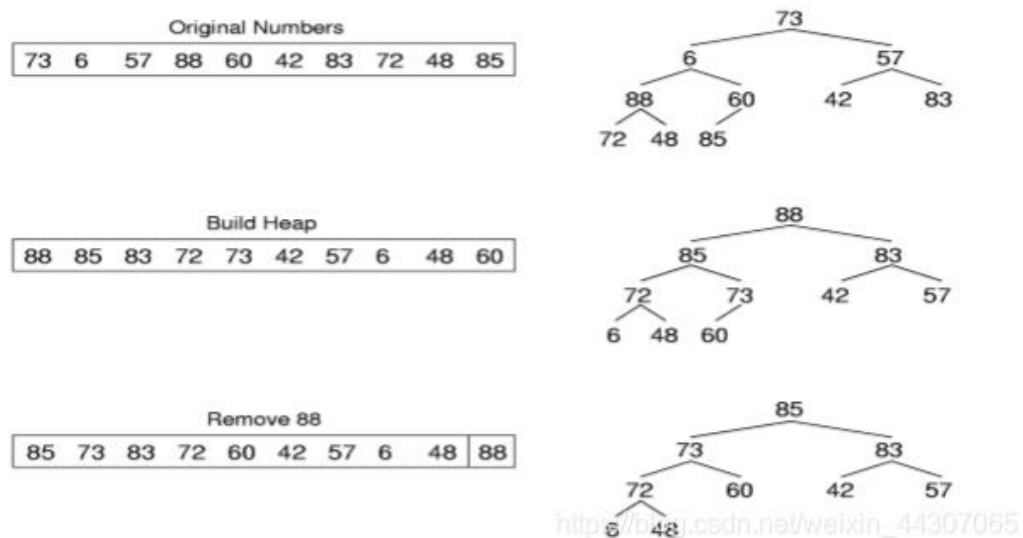 Original Numbers
73 6 57 88 60 42 83 72 48 85
73
6 57
88 60 42 83
72 48 85
Build Heap
88 85 83 72 73 42 57 6 48 60
88
85 83
72 73 42 57
6 48 60
Remove 88
85 73 83 72 60 42 57 6 48 88
85
73 83
72 60 42 57
6 48
https://blog.csdn.net/weixin_44307065